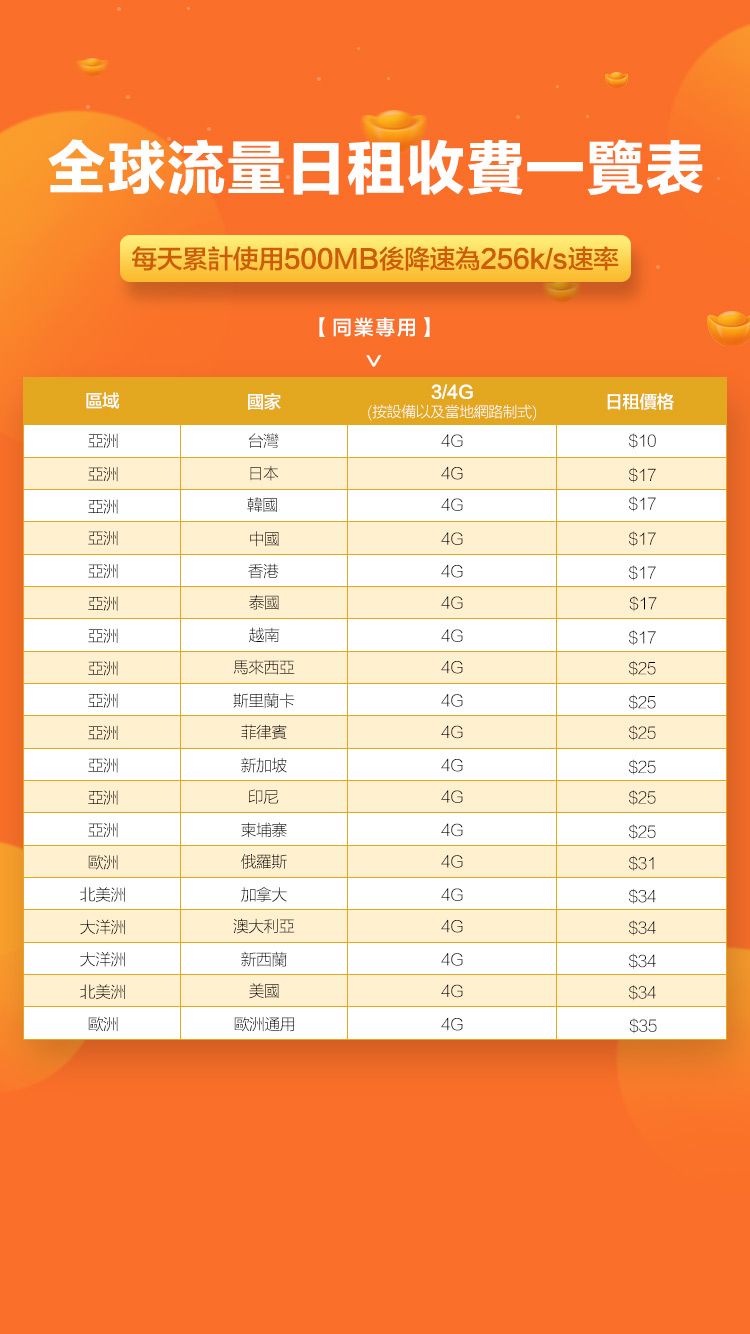 全球流量日租收費一覽表
每天累計使用500MB後降速為256k/s速率
【同業專用】
區域 國家 3/4G (按設備以及當地網路制式) 日租價格
亞洲 台灣 4G $10
亞洲 日本 4G $17
亞洲 韓國 4G $17
亞洲 中國 4G $17
亞洲 香港 4G $17
亞洲 泰國 4G $17
亞洲 越南 4G $17
亞洲 馬來西亞 4G $25
亞洲 斯里蘭卡 4G $25
亞洲 菲律賓 4G $25
亞洲 新加坡 4G $25
亞洲 印尼 4G $25
亞洲 柬埔寨 4G $25
歐洲 俄羅斯 4G $31
北美洲 加拿大 4G $34
大洋洲 澳大利亞 4G $34
大洋洲 新西蘭 4G $34
北美洲 美國 4G $34
歐洲 歐洲通用 4G $35